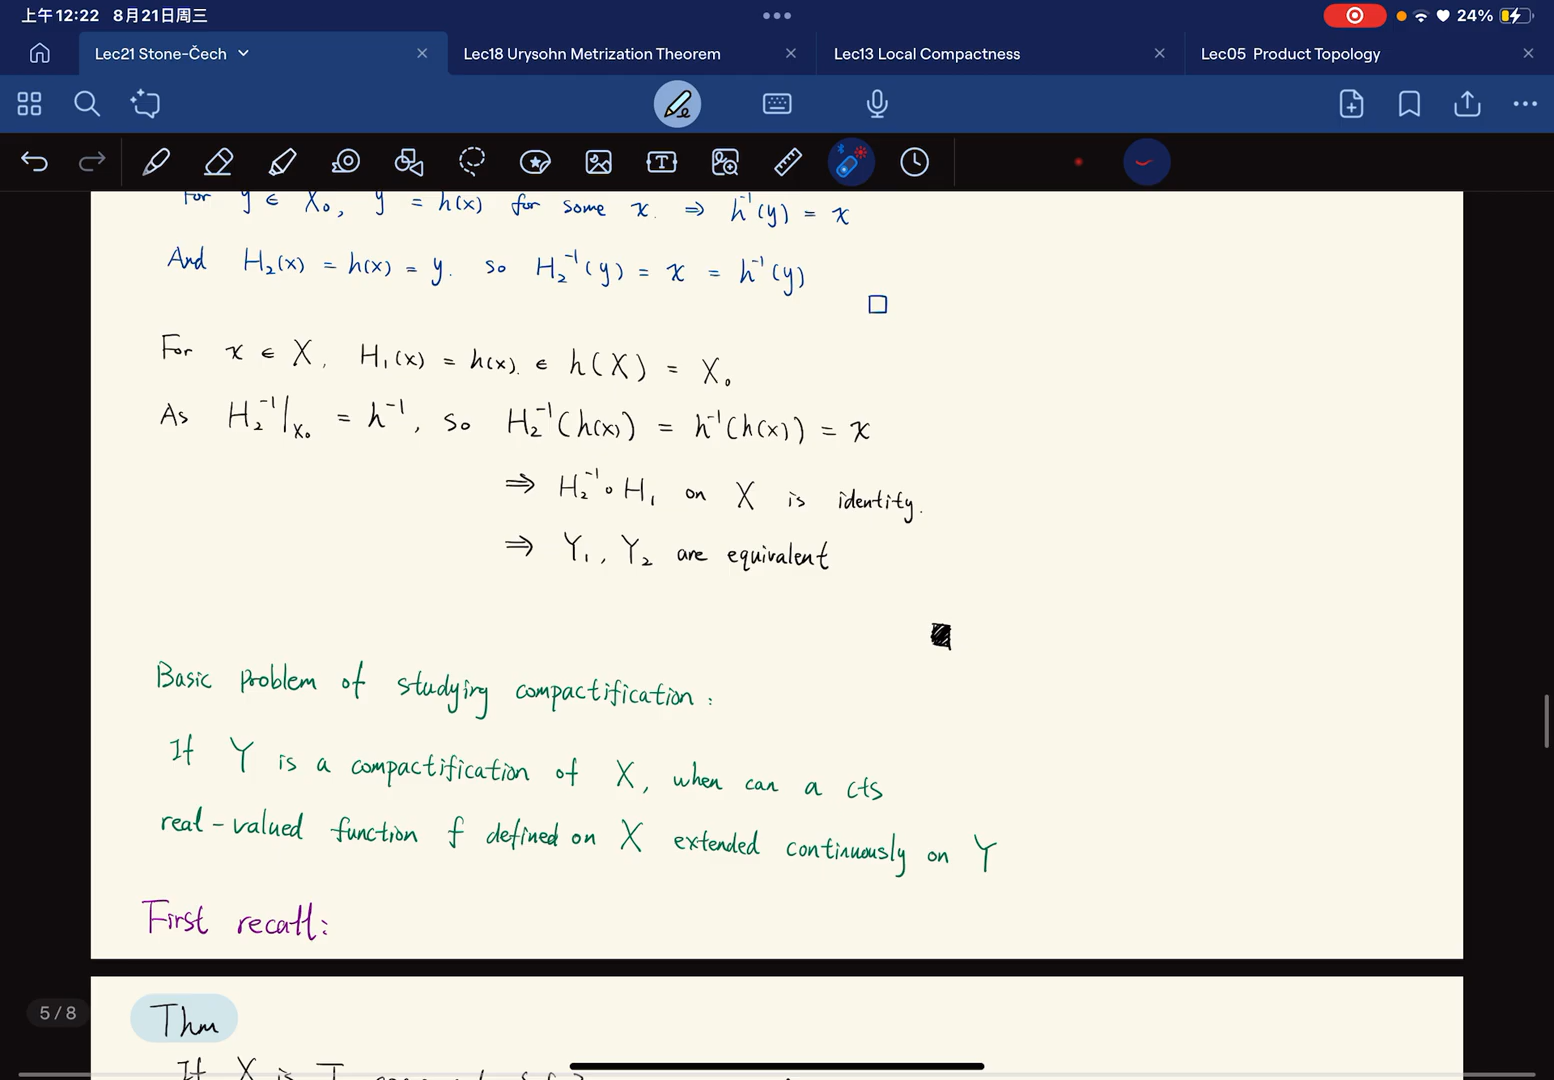 上午12:22 8月21日周三
24%
Lec21 Stone-Čech
Lec18 Urysohn Metrization Theorem
Lec13 Local Compactness
Lec05 Product Topology
For y ∈ X₀, y = h(x) for some x. ⇒ h⁻¹(y) = x
And H₂(x) = h(x) = y. so H₂⁻¹(y) = x = h⁻¹(y)
□
For x ∈ X, H₁(x) = h(x). ∈ h(X) = X₀
As H₂⁻¹|X₀ = h⁻¹, so H₂⁻¹(h(x)) = h⁻¹(h(x)) = x
⇒ H₂⁻¹∘H₁ on X is identity.
⇒ Y₁, Y₂ are equivalent
Basic problem of studying compactification:
If Y is a compactification of X, when can a cts
real-valued function f defined on X extended continuously on Y
First recall:
5 / 8
Thm
If X is T